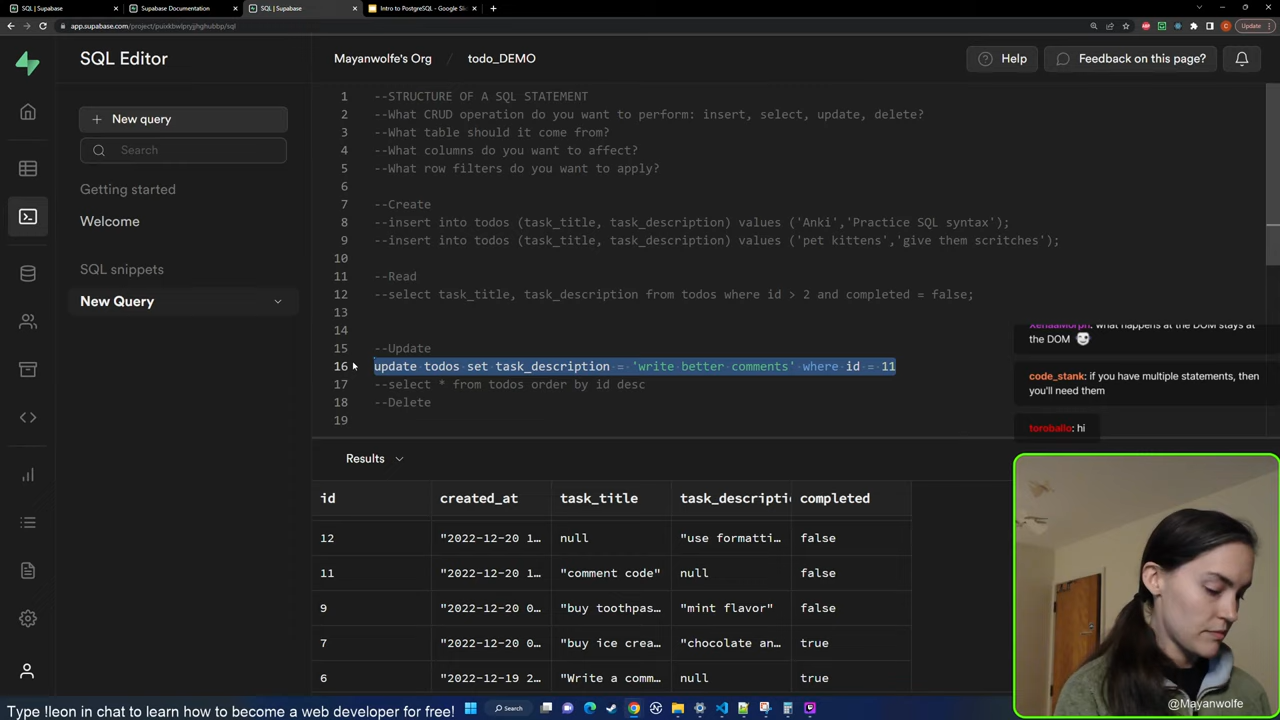 SQL | Supabase
Supabase Documentation
SQL | Supabase
Intro to PostgreSQL - Google Sli
app.supabase.com/project/puixkbwlpryjjhghubbp/sql
Update
SQL Editor
Mayanwolfe's Org / todo_DEMO
Help
Feedback on this page?
New query
Search
Getting started
Welcome
SQL snippets
New Query
1 --STRUCTURE OF A SQL STATEMENT
2 --What CRUD operation do you want to perform: insert, select, update, delete?
3 --What table should it come from?
4 --What columns do you want to affect?
5 --What row filters do you want to apply?
6
7 --Create
8 --insert into todos (task_title, task_description) values ('Anki','Practice SQL syntax');
9 --insert into todos (task_title, task_description) values ('pet kittens','give them scritches');
10
11 --Read
12 --select task_title, task_description from todos where id > 2 and completed = false;
13
14
15 --Update
16 update todos set task_description = 'write better comments' where id = 11
17 --select * from todos order by id desc
18 --Delete
19
XenaaMorph: what happens at the DOM stays at
the DOM
code_stank: if you have multiple statements, then
you'll need them
toroballo: hi
Results
id created_at task_title task_descriptio completed
12 "2022-12-20 1… null "use formatti… false
11 "2022-12-20 1… "comment code" null false
9 "2022-12-20 0… "buy toothpas… "mint flavor" false
7 "2022-12-20 0… "buy ice crea… "chocolate an… true
6 "2022-12-19 2… "Write a comm… null true
@Mayanwolfe
Type !leon in chat to learn how to become a web developer for free!
Search